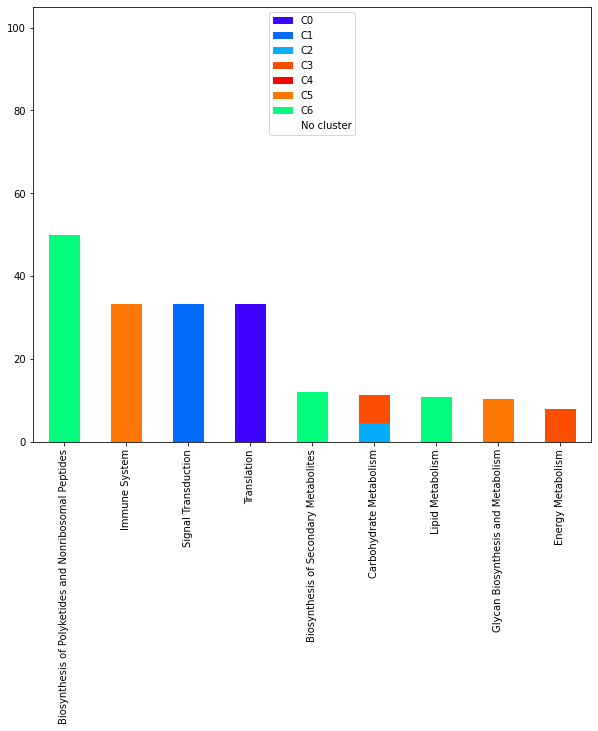 C0
C1
C2
C3
C4
C5
C6
No cluster
100
80
60
40
20
0
Biosynthesis of Polyketides and Nonribosomal Peptides
Immune System
Signal Transduction
Translation
Biosynthesis of Secondary Metabolites
Carbohydrate Metabolism
Lipid Metabolism
Glycan Biosynthesis and Metabolism
Energy Metabolism